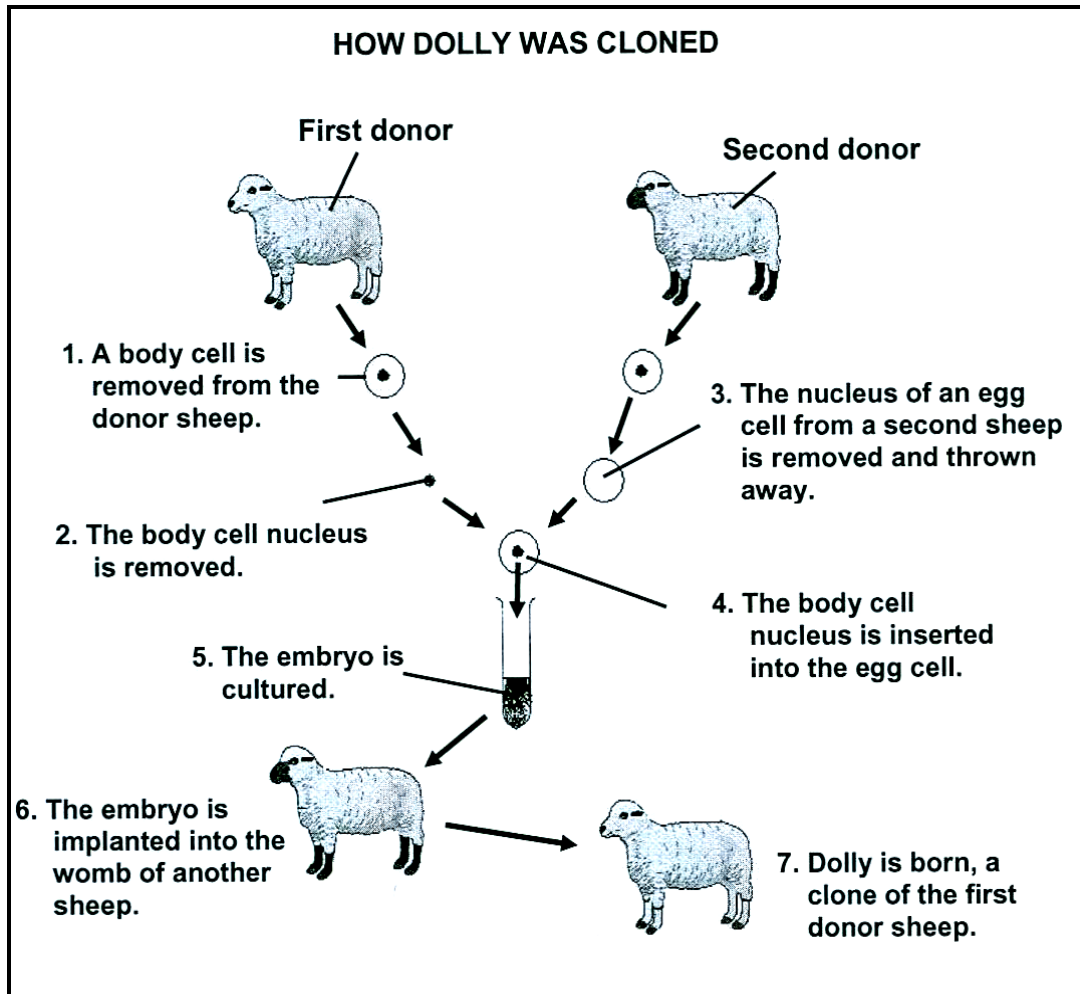 HOW DOLLY WAS CLONED
First donor
Second donor
1. A body cell is
removed from the
donor sheep.
3. The nucleus of an egg
cell from a second sheep
is removed and thrown
away.
2. The body cell nucleus
is removed.
4. The body cell
nucleus is inserted
into the egg cell.
5. The embryo is
cultured.
6. The embryo is
implanted into the
womb of another
sheep.
7. Dolly is born, a
clone of the first
donor sheep.